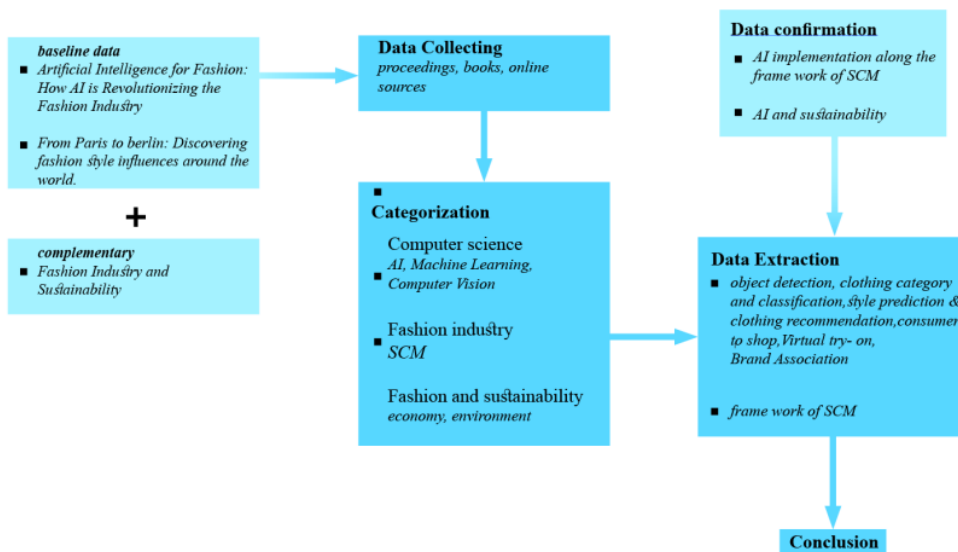 baseline data
Artificial Intelligence for Fashion:
How AI is Revolutionizing the
Fashion Industry
From Paris to berlin: Discovering
fashion style influences around the
world.
+
complementary
Fashion Industry and
Sustainability
Data Collecting
proceedings, books, online
sources
Categorization
Computer science
AI, Machine Learning,
Computer Vision
Fashion industry
SCM
Fashion and sustainability
economy, environment
Data confirmation
AI implementation along the
frame work of SCM
AI and sustainability
Data Extraction
object detection, clothing category
and classification,style prediction &
clothing recommendation,consumer
to shop,Virtual try- on,
Brand Association
frame work of SCM
Conclusion